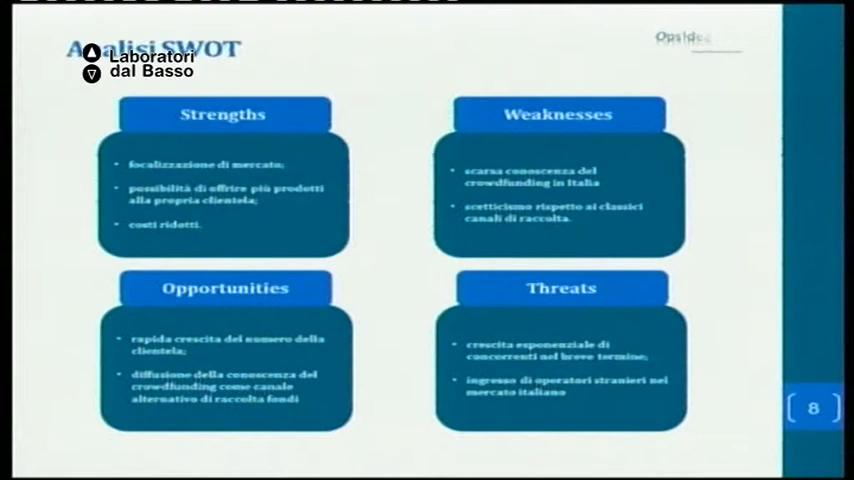 Analisi SWOT
Laboratori
dal Basso
Strengths
• focalizzazione di mercato;
• possibilità di offrire più prodotti
alla propria clientela;
• costi ridotti.
Weaknesses
• scarsa conoscenza del
crowdfunding in Italia
• scetticismo rispetto ai classici
canali di raccolta.
Opportunities
• rapida crescita del numero della
clientela;
• diffusione della conoscenza del
crowdfunding come canale
alternativo di raccolta fondi
Threats
• crescita esponenziale di
concorrenti nel breve termine;
• ingresso di operatori stranieri nel
mercato italiano
8